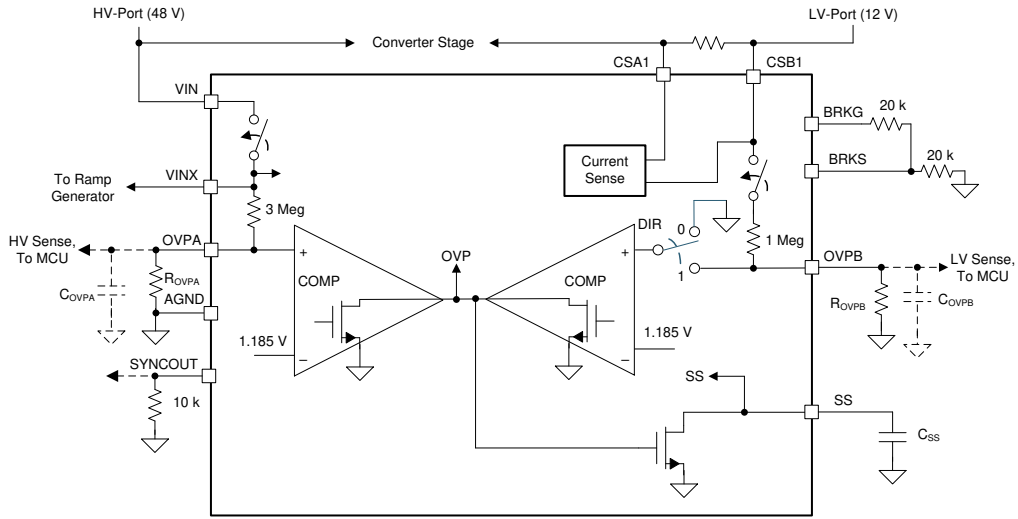 HV-Port (48 V)
LV-Port (12 V)
Converter Stage
CSA1
CSB1
VIN
BRKG
20 k
BRKS
20 k
Current
Sense
To Ramp
Generator
VINX
3 Meg
HV Sense,
To MCU
OVPA
COVPA
ROVPA
AGND
OVP
DIR
0
1
1 Meg
OVPB
LV Sense,
To MCU
ROVPB
COVPB
+
COMP
1.185 V
−
+
COMP
1.185 V
−
SYNCOUT
10 k
SS
SS
CSS